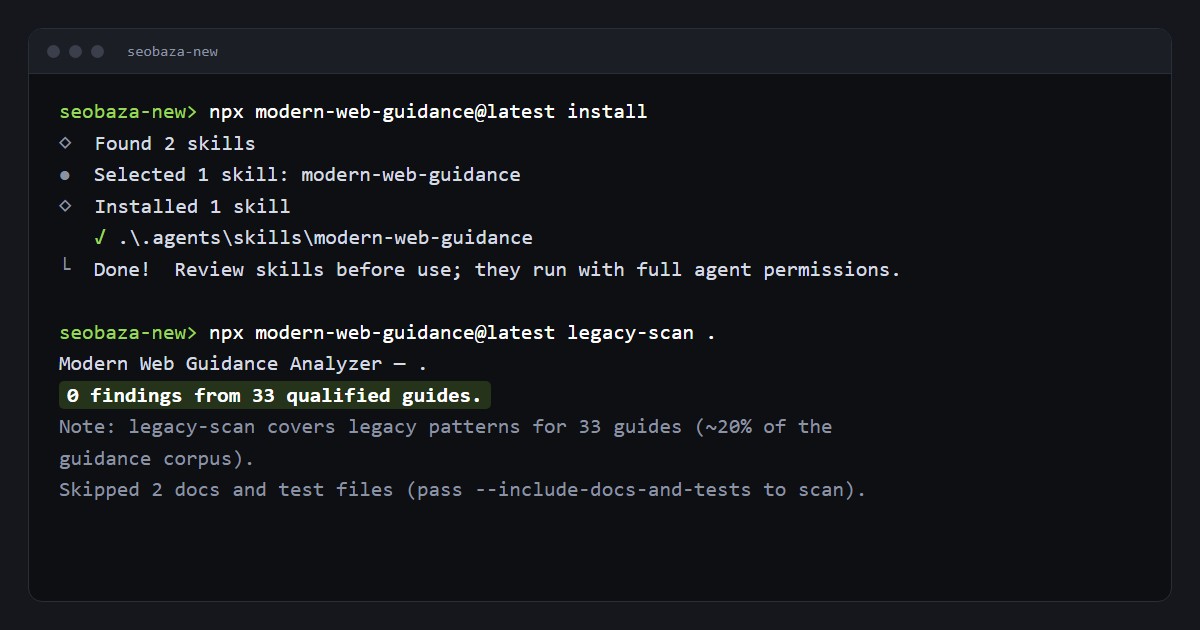 seobaza-new
seobaza-new> npx modern-web-guidance@latest install
◇ Found 2 skills
● Selected 1 skill: modern-web-guidance
◇ Installed 1 skill
√ .\.agents\skills\modern-web-guidance
└ Done!  Review skills before use; they run with full agent permissions.
seobaza-new> npx modern-web-guidance@latest legacy-scan .
Modern Web Guidance Analyzer — .
0 findings from 33 qualified guides.
Note: legacy-scan covers legacy patterns for 33 guides (~20% of the
guidance corpus).
Skipped 2 docs and test files (pass --include-docs-and-tests to scan).